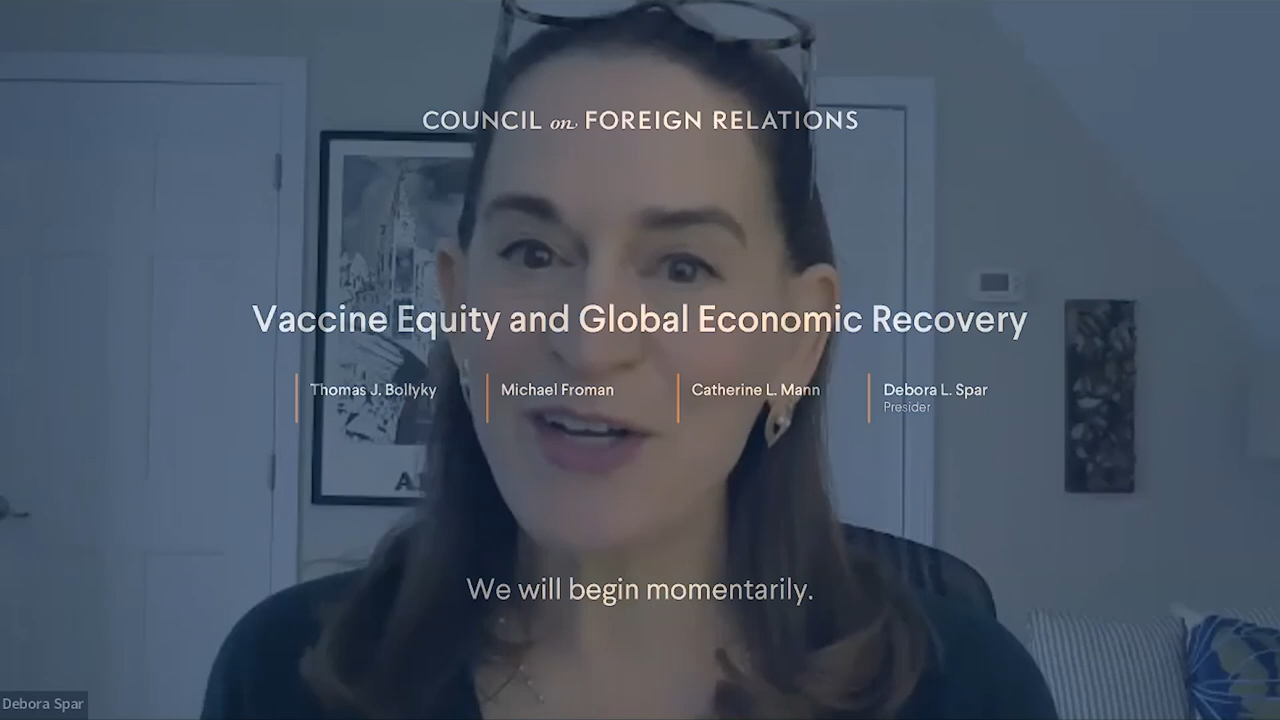 COUNCIL on FOREIGN RELATIONS
Vaccine Equity and Global Economic Recovery
Thomas J. Bollyky
Michael Froman
Catherine L. Mann
Debora L. Spar
Presider
We will begin momentarily.
Debora Spar